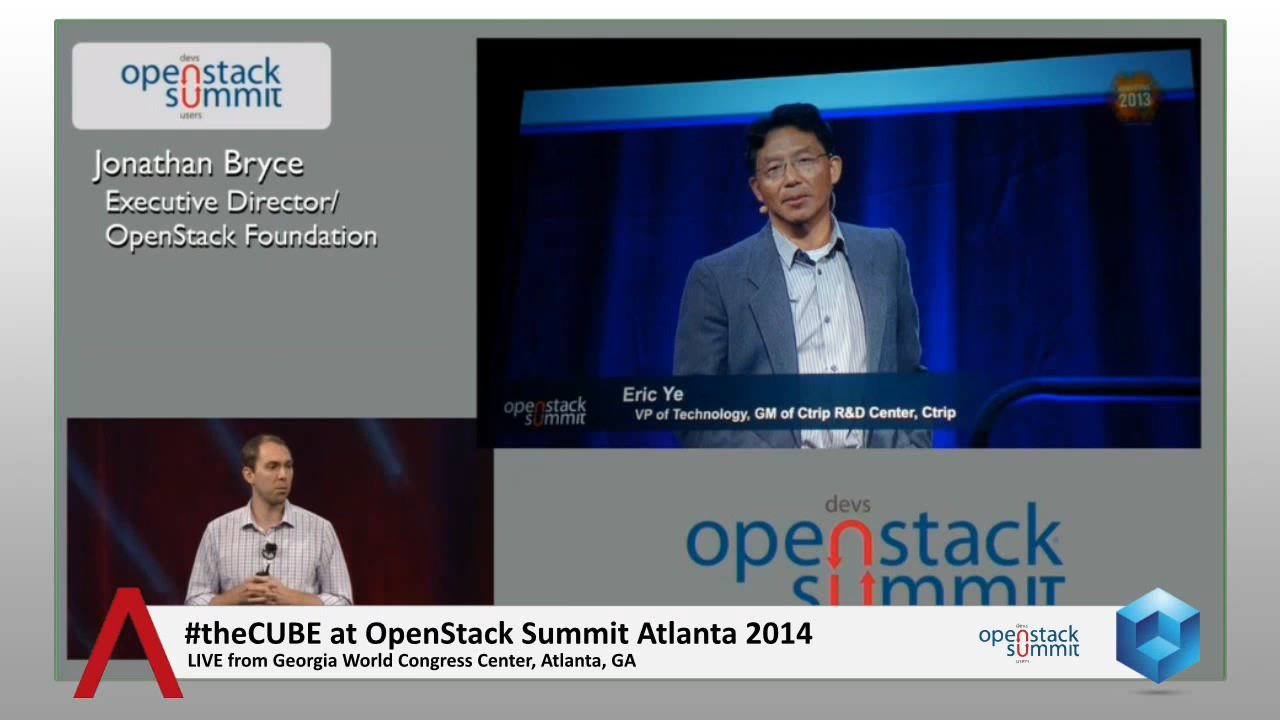 devs
openstack
summit
users
Jonathan Bryce
Executive Director/
OpenStack Foundation
2013
Eric Ye
VP of Technology, GM of Ctrip R&D Center, Ctrip
openstack
summit
devs
openstack
summit
#theCUBE at OpenStack Summit Atlanta 2014
LIVE from Georgia World Congress Center, Atlanta, GA
devs
openstack
summit
users